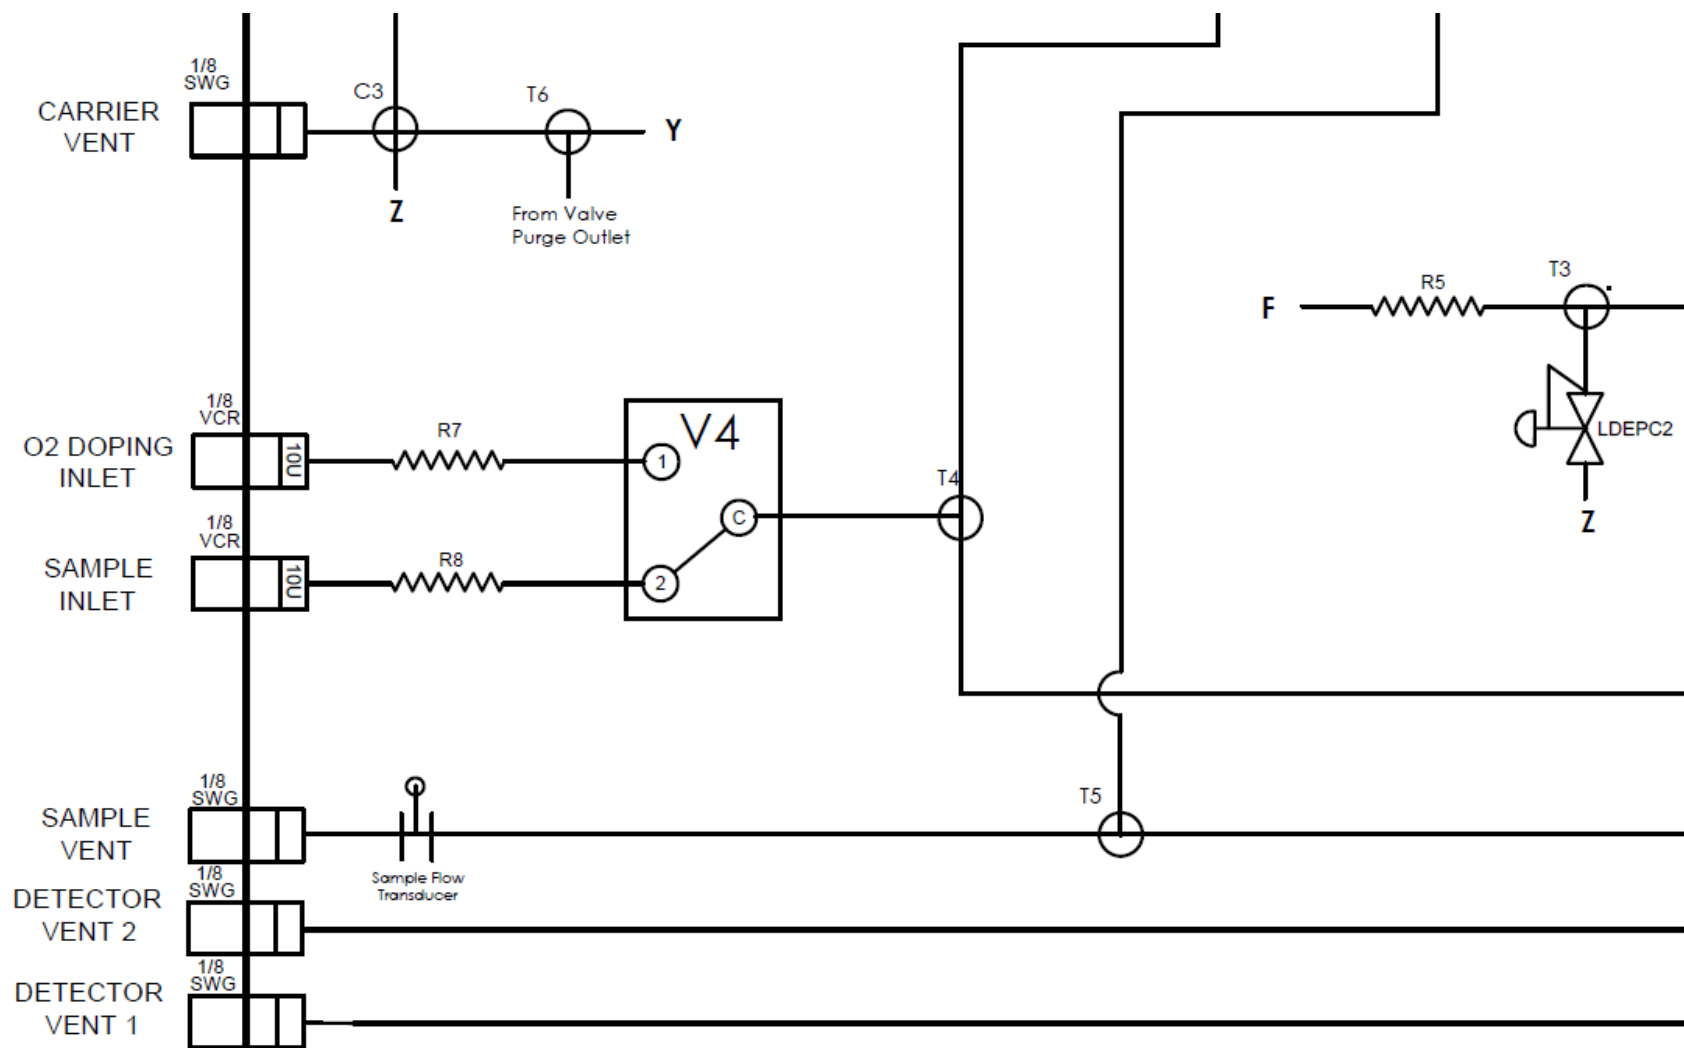 1/8
SWG
CARRIER
VENT
C3
T6
Y
Z
From Valve
Purge Outlet
F
R5
T3
LDEPC2
Z
1/8
VCR
O2 DOPING
INLET
10U
R7
V4
1
C
2
T4
1/8
VCR
SAMPLE
INLET
10U
R8
1/8
SWG
SAMPLE
VENT
Sample Flow
Transducer
T5
1/8
SWG
DETECTOR
VENT 2
1/8
SWG
DETECTOR
VENT 1